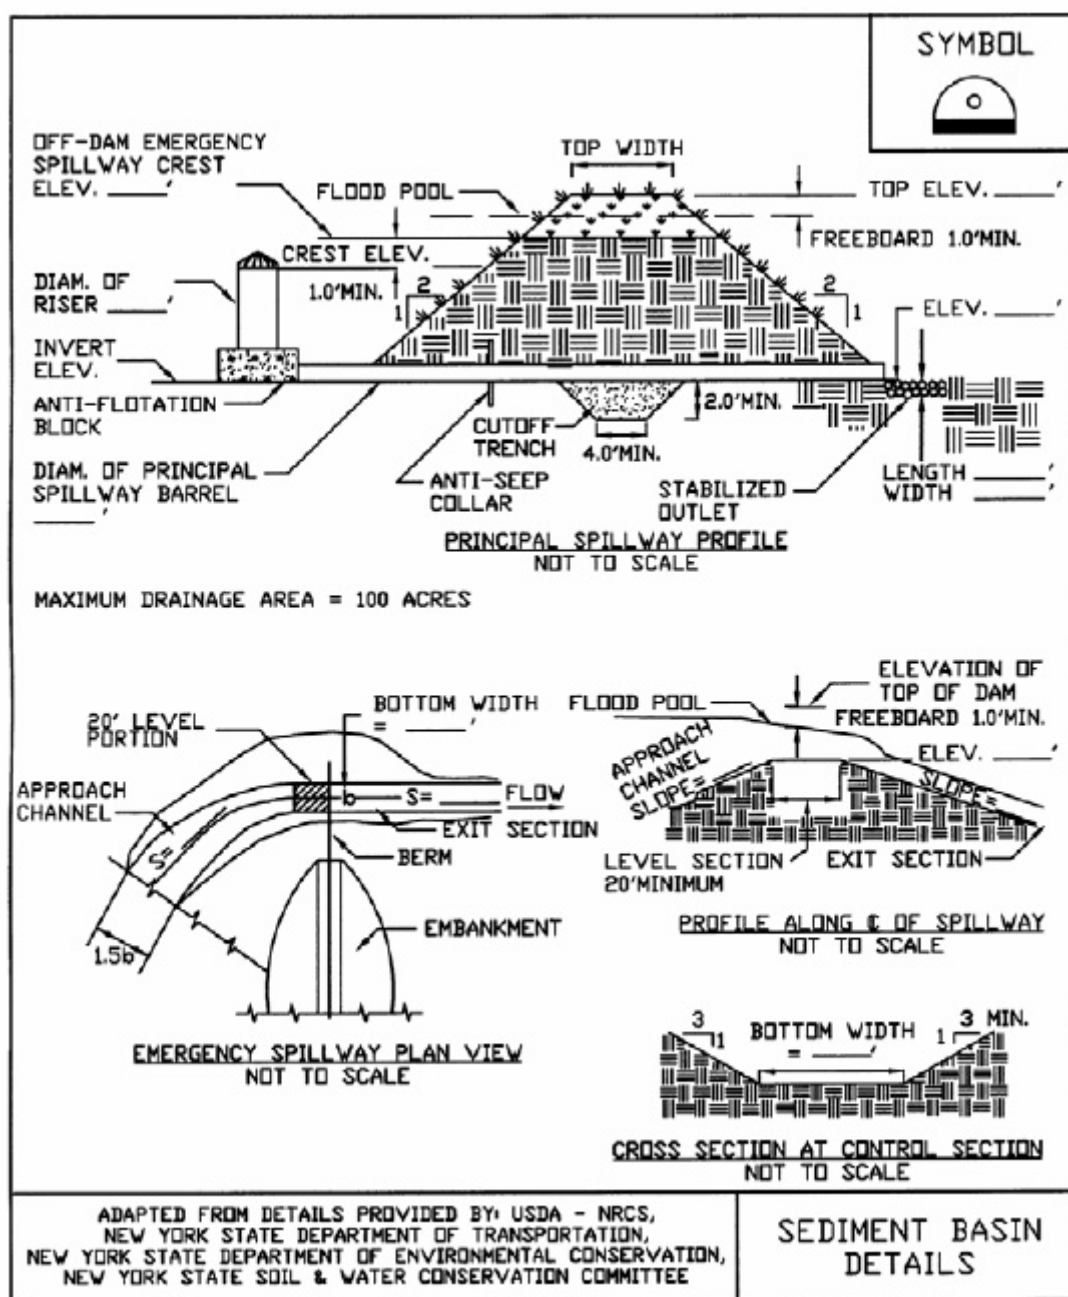 SYMBOL
OFF-DAM EMERGENCY
SPILLWAY CREST
ELEV. ______'
FLOOD POOL
TOP WIDTH
TOP ELEV. ______'
FREEBOARD 1.0'MIN.
CREST ELEV.
1.0'MIN.
DIAM. OF
RISER ______'
2
1
2
1
ELEV. ______'
INVERT
ELEV.
ANTI-FLOTATION
BLOCK
CUTOFF
TRENCH
2.0'MIN.
4.0'MIN.
DIAM. OF PRINCIPAL
SPILLWAY BARREL
______'
ANTI-SEEP
COLLAR
STABILIZED
OUTLET
LENGTH ______'
WIDTH ______'
PRINCIPAL SPILLWAY PROFILE
NOT TO SCALE
MAXIMUM DRAINAGE AREA = 100 ACRES
20' LEVEL
PORTION
BOTTOM WIDTH
= ______'
APPROACH
CHANNEL
b
S= ____
FLOW
EXIT SECTION
S= ____
BERM
EMBANKMENT
1.5b
EMERGENCY SPILLWAY PLAN VIEW
NOT TO SCALE
FLOOD POOL
ELEVATION OF
TOP OF DAM
FREEBOARD 1.0'MIN.
APPROACH
CHANNEL
SLOPE= ____
ELEV. ______'
SLOPE= ____
LEVEL SECTION
20'MINIMUM
EXIT SECTION
PROFILE ALONG ℄ OF SPILLWAY
NOT TO SCALE
3
1
BOTTOM WIDTH
= ______'
3 MIN.
1
CROSS SECTION AT CONTROL SECTION
NOT TO SCALE
ADAPTED FROM DETAILS PROVIDED BY: USDA - NRCS,
NEW YORK STATE DEPARTMENT OF TRANSPORTATION,
NEW YORK STATE DEPARTMENT OF ENVIRONMENTAL CONSERVATION,
NEW YORK STATE SOIL & WATER CONSERVATION COMMITTEE
SEDIMENT BASIN
DETAILS